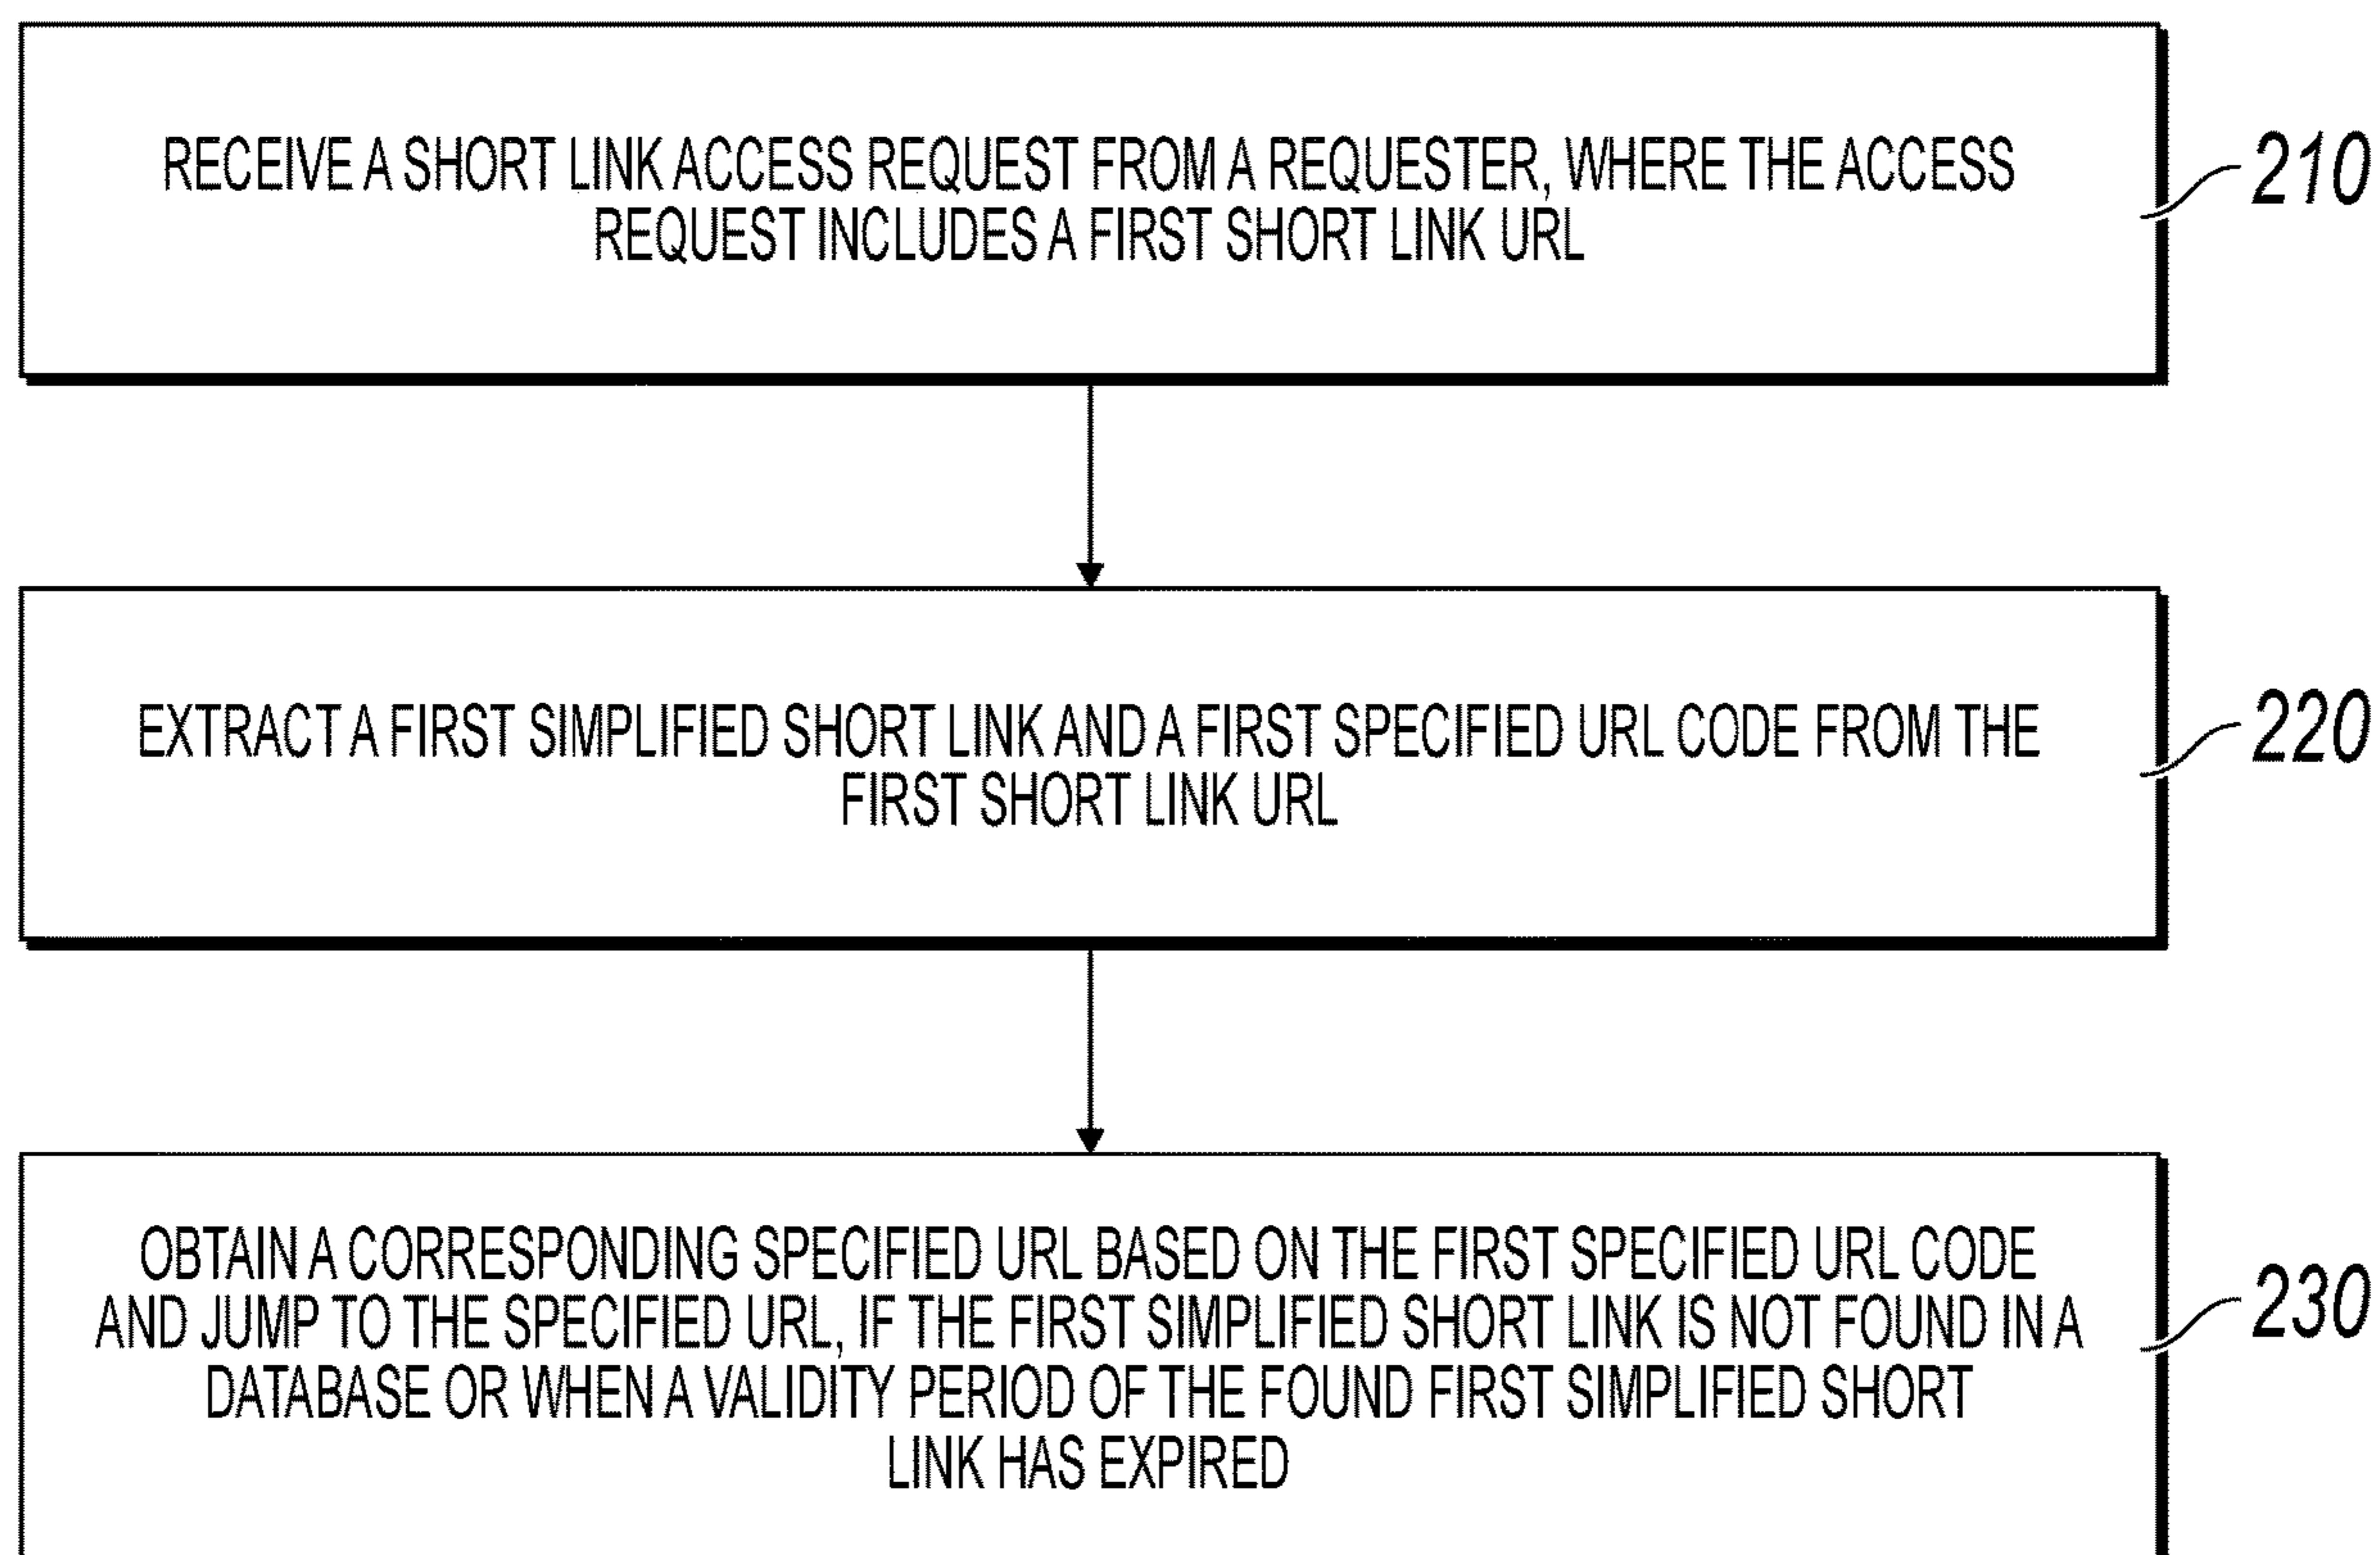 RECEIVE A SHORT LINK ACCESS REQUEST FROM A REQUESTER, WHERE THE ACCESS
REQUEST INCLUDES A FIRST SHORT LINK URL
210
EXTRACT A FIRST SIMPLIFIED SHORT LINK AND A FIRST SPECIFIED URL CODE FROM THE
FIRST SHORT LINK URL
220
OBTAIN A CORRESPONDING SPECIFIED URL BASED ON THE FIRST SPECIFIED URL CODE
AND JUMP TO THE SPECIFIED URL, IF THE FIRST SIMPLIFIED SHORT LINK IS NOT FOUND IN A
DATABASE OR WHEN A VALIDITY PERIOD OF THE FOUND FIRST SIMPLIFIED SHORT
LINK HAS EXPIRED
230